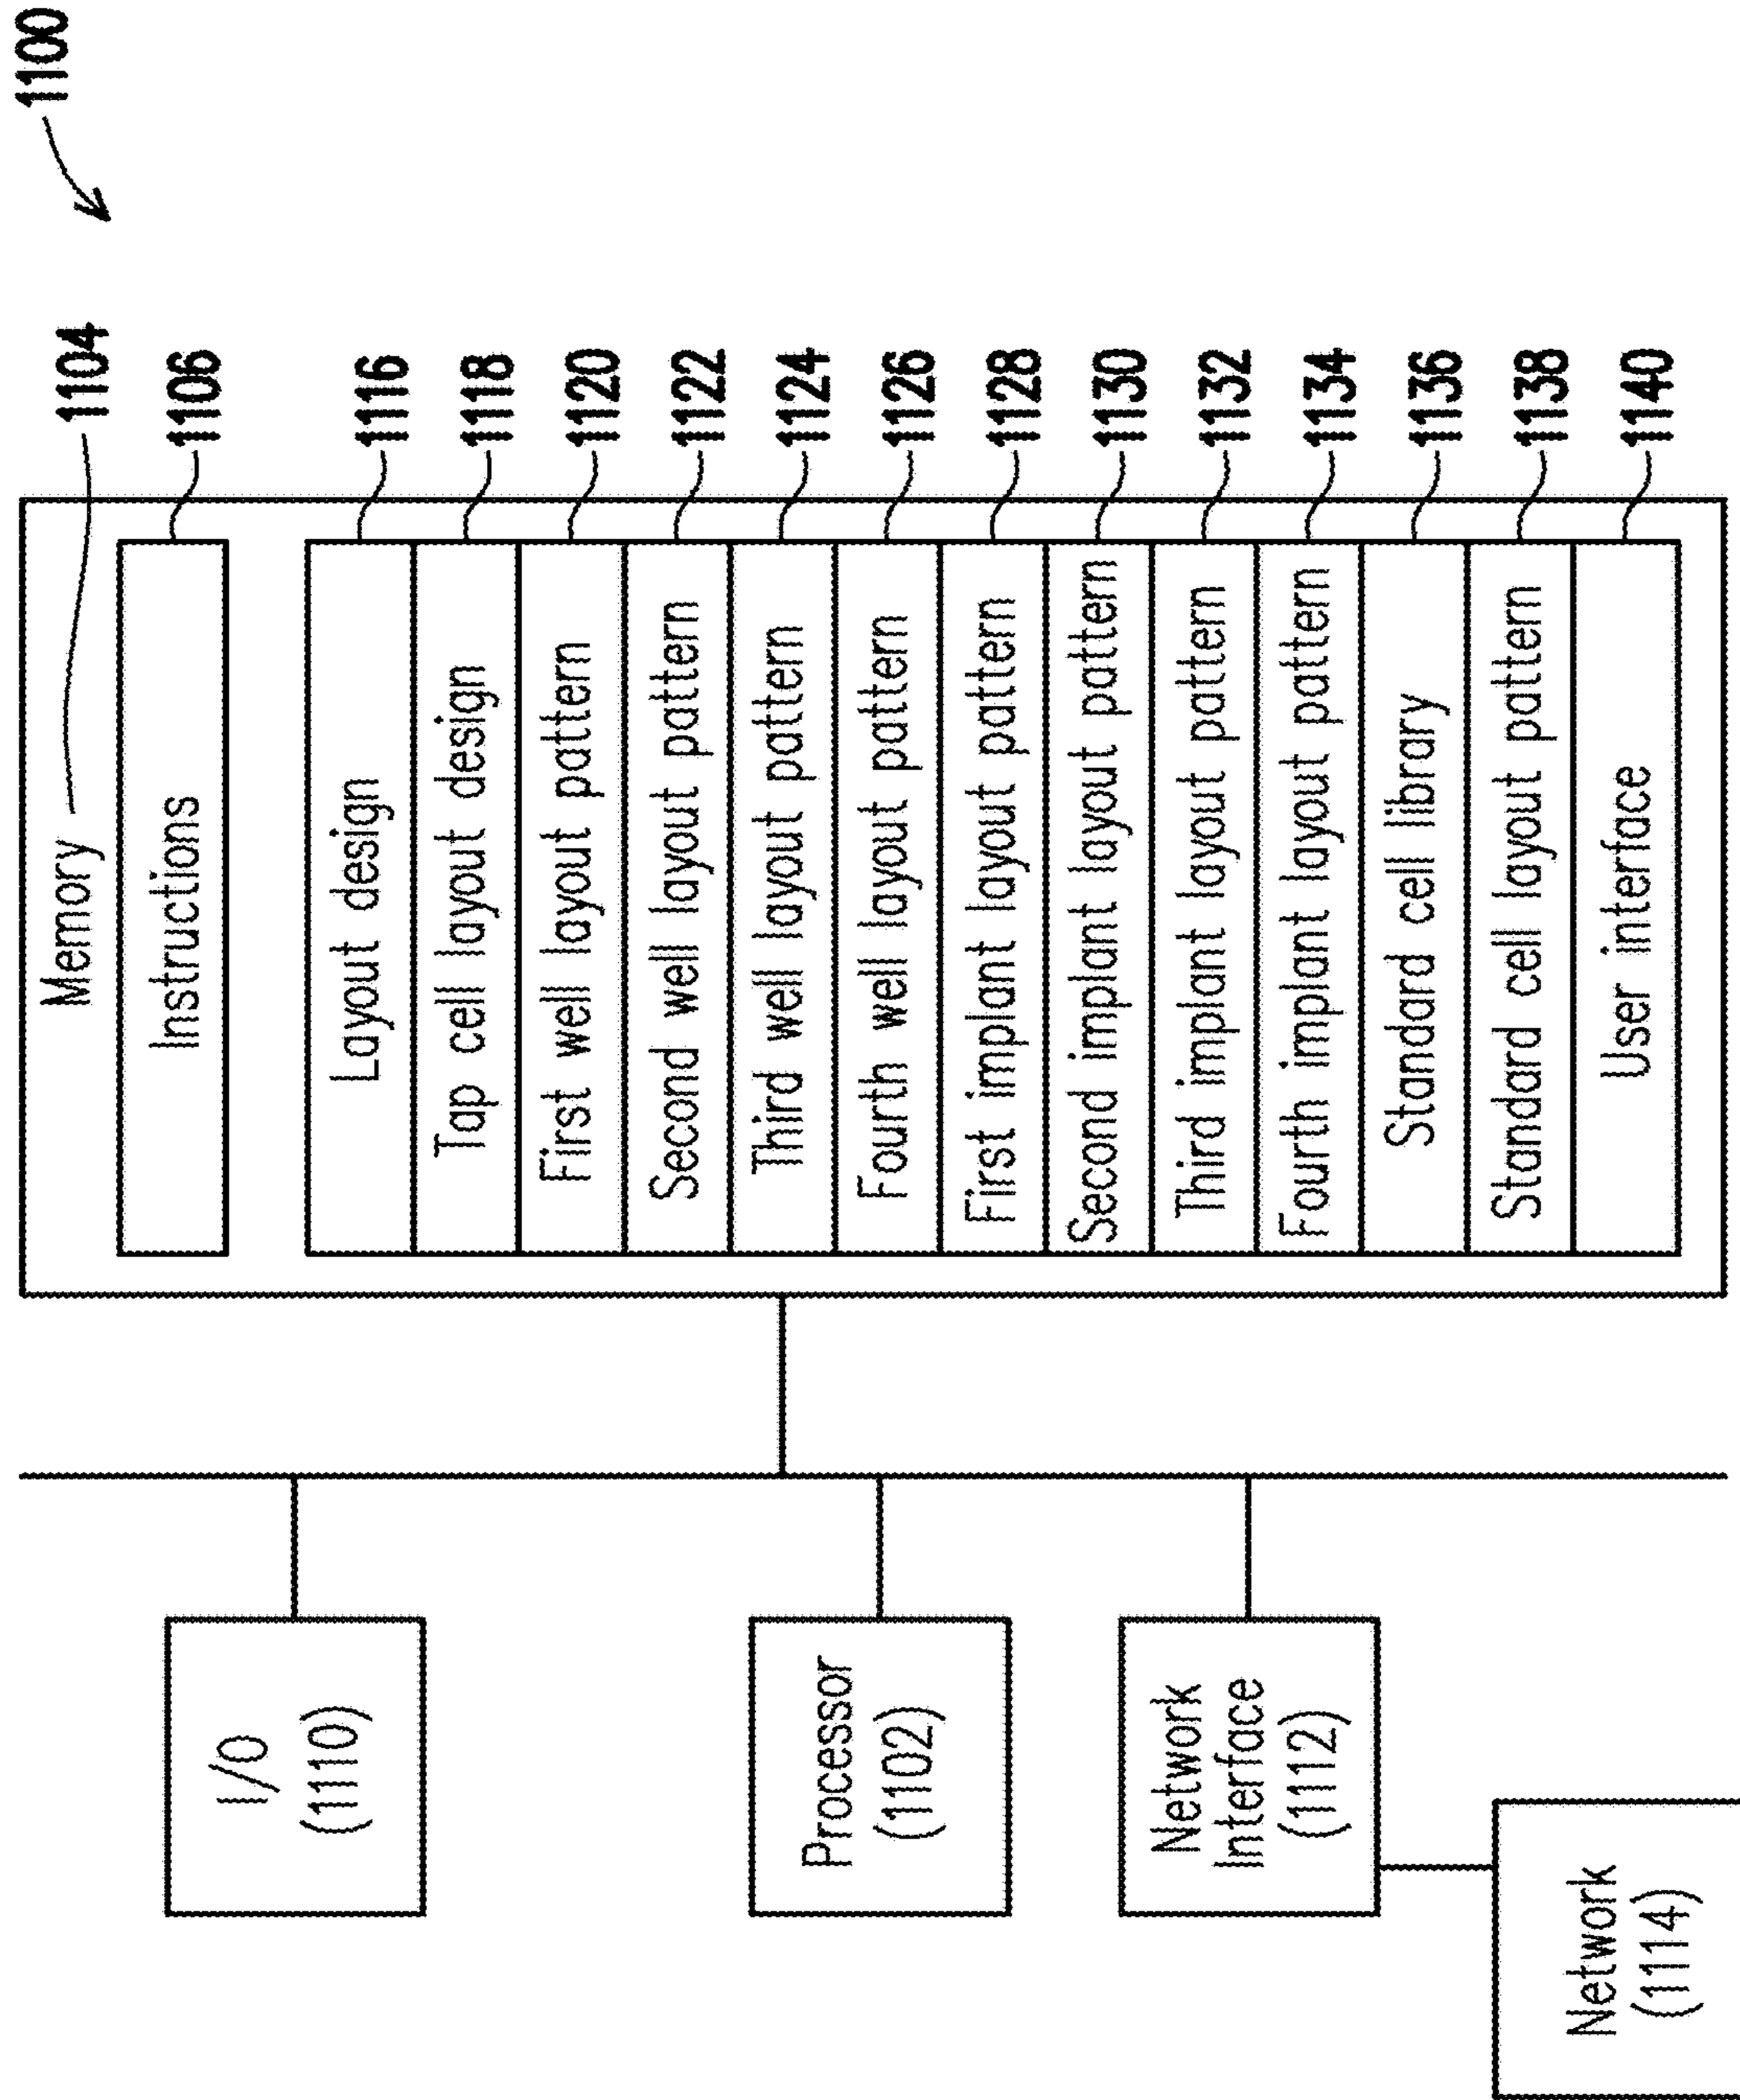 1100
Memory
1104
Instructions
1106
Layout design
1116
Tap cell layout design
1118
First well layout pattern
1120
Second well layout pattern
1122
Third well layout pattern
1124
Fourth well layout pattern
1126
First implant layout pattern
1128
Second implant layout pattern
1130
Third implant layout pattern
1132
Fourth implant layout pattern
1134
Standard cell library
1136
Standard cell layout pattern
1138
User interface
1140
I/O
(1110)
Processor
(1102)
Network
Interface
(1112)
Network
(1114)